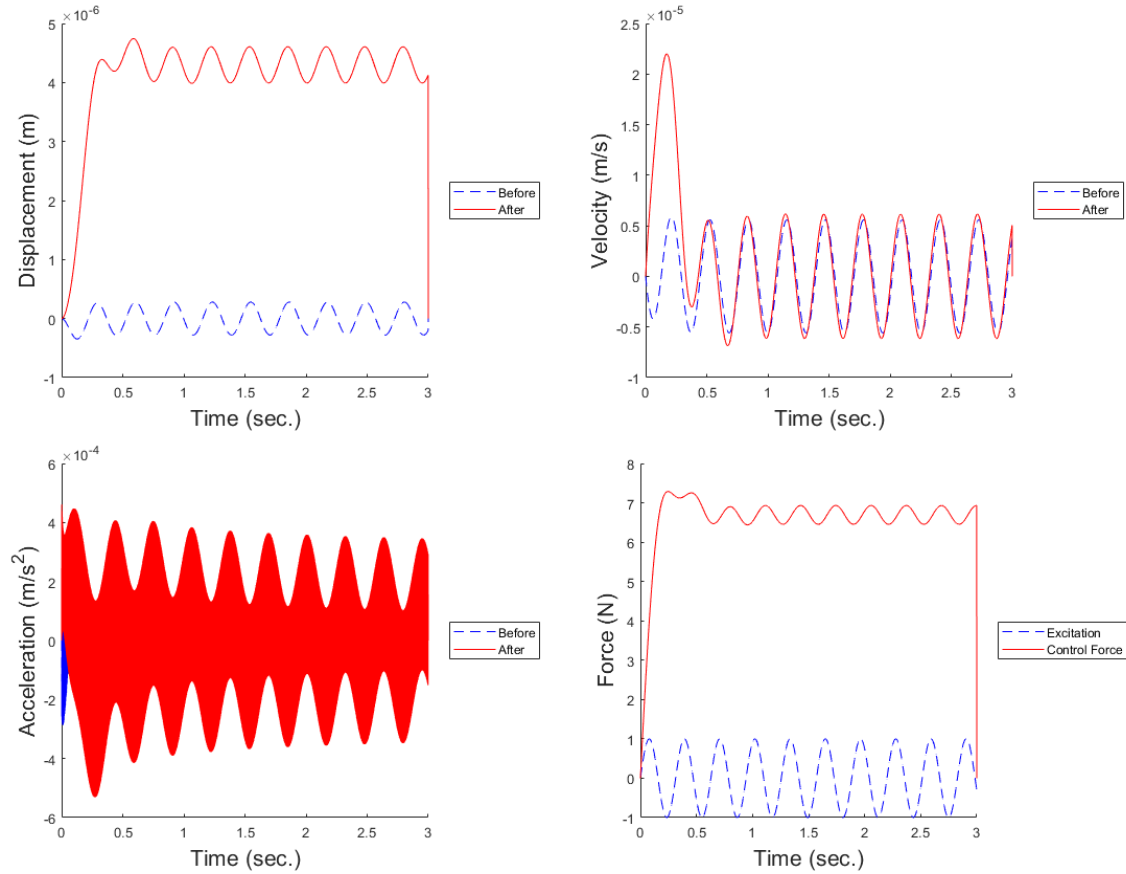 ×10^-6
5
4
3
2
1
0
-1
Displacement (m)
0 0.5 1 1.5 2 2.5 3
Time (sec.)
Before
After
×10^-5
2.5
2
1.5
1
0.5
0
-0.5
-1
Velocity (m/s)
0 0.5 1 1.5 2 2.5 3
Time (sec.)
Before
After
×10^-4
6
4
2
0
-2
-4
-6
Acceleration (m/s^2)
0 0.5 1 1.5 2 2.5 3
Time (sec.)
Before
After
8
7
6
5
4
3
2
1
0
-1
Force (N)
0 0.5 1 1.5 2 2.5 3
Time (sec.)
Excitation
Control Force